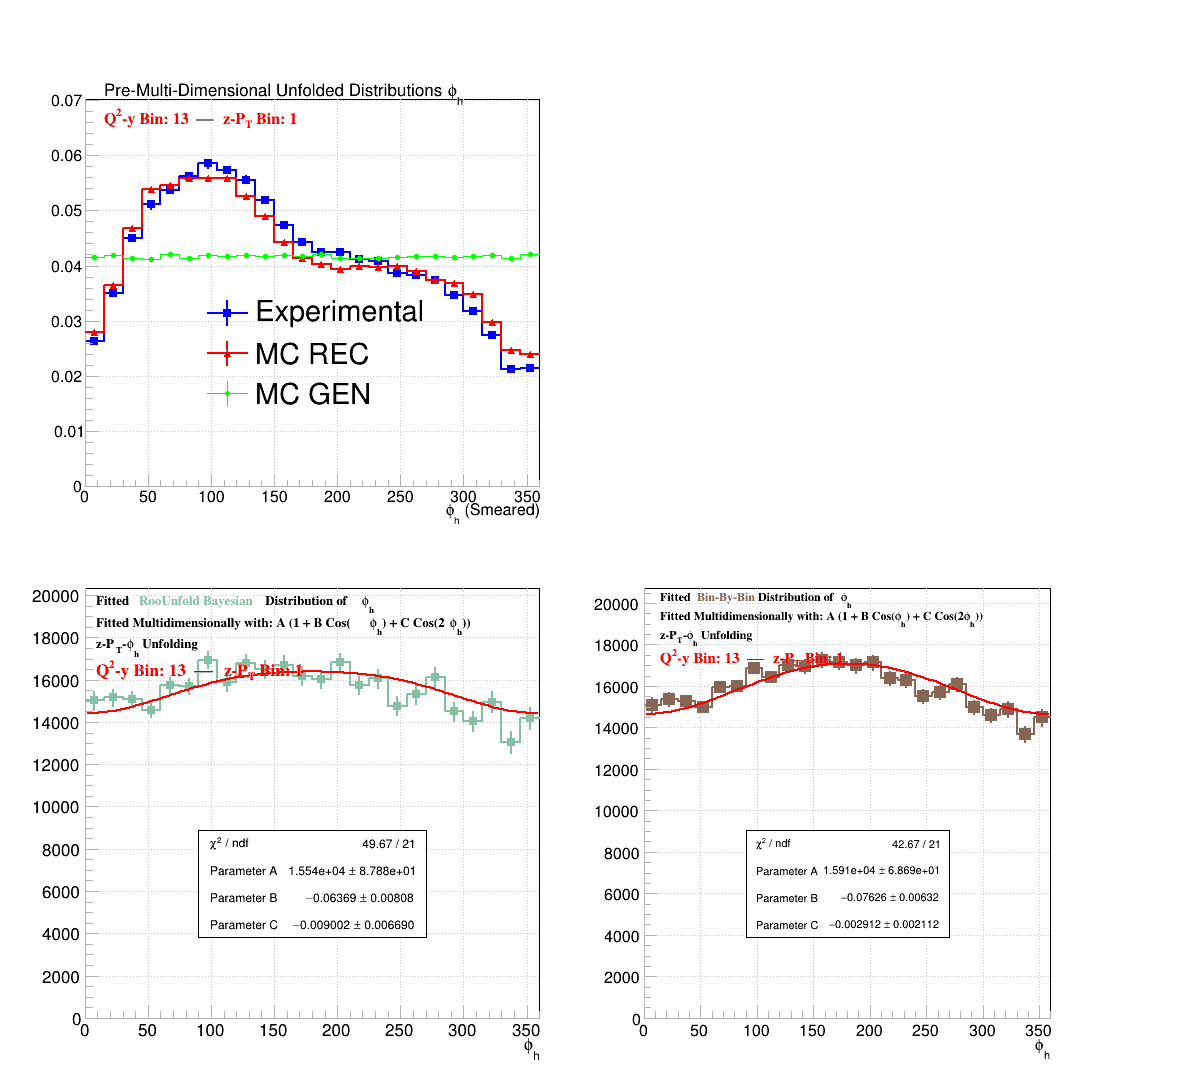 Pre-Multi-Dimensional Unfolded Distributions ϕh
0.07
Q²-y Bin: 13 — z-PT Bin: 1
0.06
0.05
0.04
0.03
0.02
0.01
0
Experimental
MC REC
MC GEN
0 50 100 150 200 250 300 350
ϕh (Smeared)
Fitted RooUnfold Bayesian Distribution of ϕh
Fitted Multidimensionally with: A (1 + B Cos( ϕh) + C Cos(2 ϕh))
z-PT-ϕh Unfolding
Q²-y Bin: 13 — z-PT Bin: 1
20000
18000
16000
14000
12000
10000
8000
6000
4000
2000
0
χ² / ndf 49.67 / 21
Parameter A 1.554e+04 ± 8.788e+01
Parameter B −0.06369 ± 0.00808
Parameter C −0.009002 ± 0.006690
0 50 100 150 200 250 300 350
ϕh
Fitted Bin-By-Bin Distribution of ϕh
Fitted Multidimensionally with: A (1 + B Cos(ϕh) + C Cos(2ϕh))
z-PT-ϕh Unfolding
Q²-y Bin: 13 — z-PT Bin: 1
20000
18000
16000
14000
12000
10000
8000
6000
4000
2000
0
χ² / ndf 42.67 / 21
Parameter A 1.591e+04 ± 6.869e+01
Parameter B −0.07626 ± 0.00632
Parameter C −0.002912 ± 0.002112
0 50 100 150 200 250 300 350
ϕh